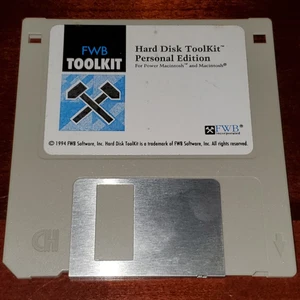 FWB
TOOLKIT
Hard Disk ToolKit™
Personal Edition
For Power Macintosh™ and Macintosh®
FWB
© 1994 FWB Software, Inc. Hard Disk ToolKit is a trademark of FWB Software, Inc. All rights reserved.